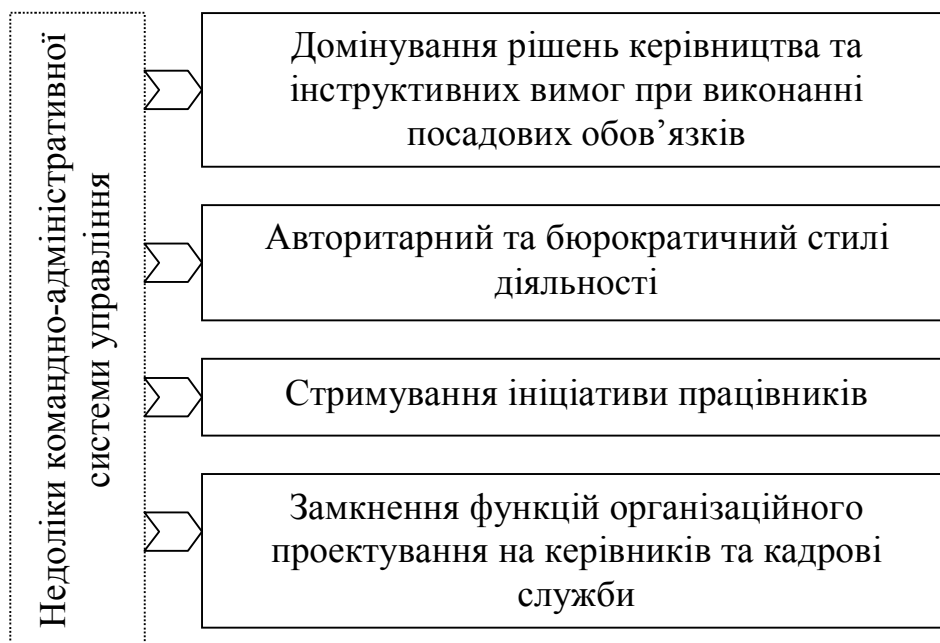 Недоліки командно-адміністративної
системи управління
Домінування рішень керівництва та
інструктивних вимог при виконанні
посадових обов’язків
Авторитарний та бюрократичний стилі
діяльності
Стримування ініціативи працівників
Замкнення функцій організаційного
проектування на керівників та кадрові
служби